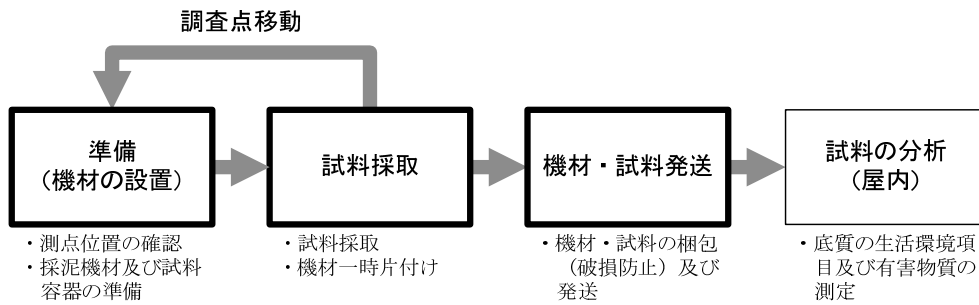 調査点移動
準備
（機材の設置）
試料採取
機材・試料発送
試料の分析
（屋内）
・測点位置の確認
・採泥機材及び試料
容器の準備
・試料採取
・機材一時片付け
・機材・試料の梱包
（破損防止）及び
発送
・底質の生活環境項
目及び有害物質の
測定